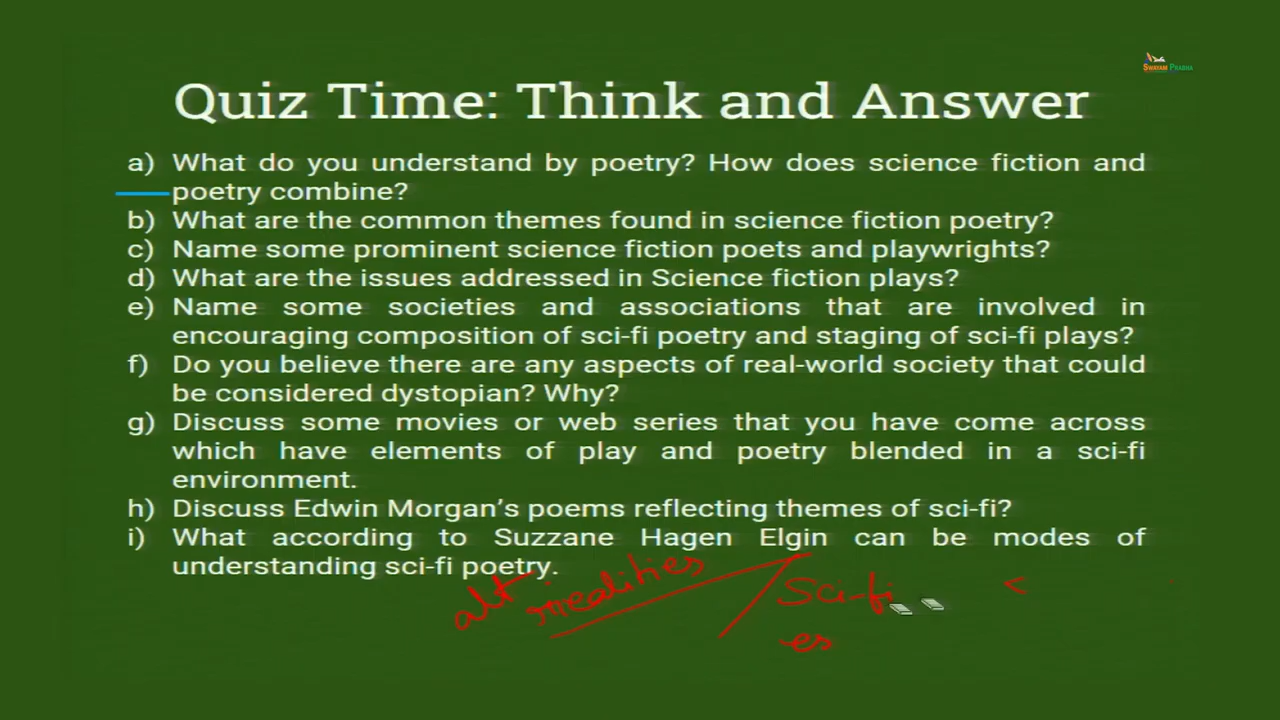 SWAYAM PRABHA
Quiz Time: Think and Answer
a) What do you understand by poetry? How does science fiction and
poetry combine?
b) What are the common themes found in science fiction poetry?
c) Name some prominent science fiction poets and playwrights?
d) What are the issues addressed in Science fiction plays?
e) Name some societies and associations that are involved in
encouraging composition of sci-fi poetry and staging of sci-fi plays?
f) Do you believe there are any aspects of real-world society that could
be considered dystopian? Why?
g) Discuss some movies or web series that you have come across
which have elements of play and poetry blended in a sci-fi
environment.
h) Discuss Edwin Morgan's poems reflecting themes of sci-fi?
i) What according to Suzzane Hagen Elgin can be modes of
understanding sci-fi poetry.
alt realities / Sci-fi
es